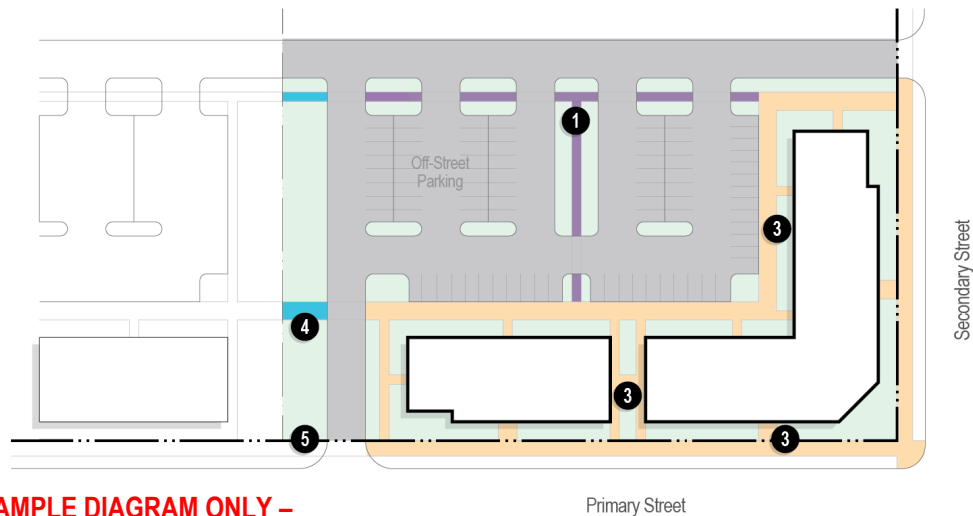 1
Off-Street
Parking
3
Secondary Street
4
3
5
3
AMPLE DIAGRAM ONLY –
Primary Street